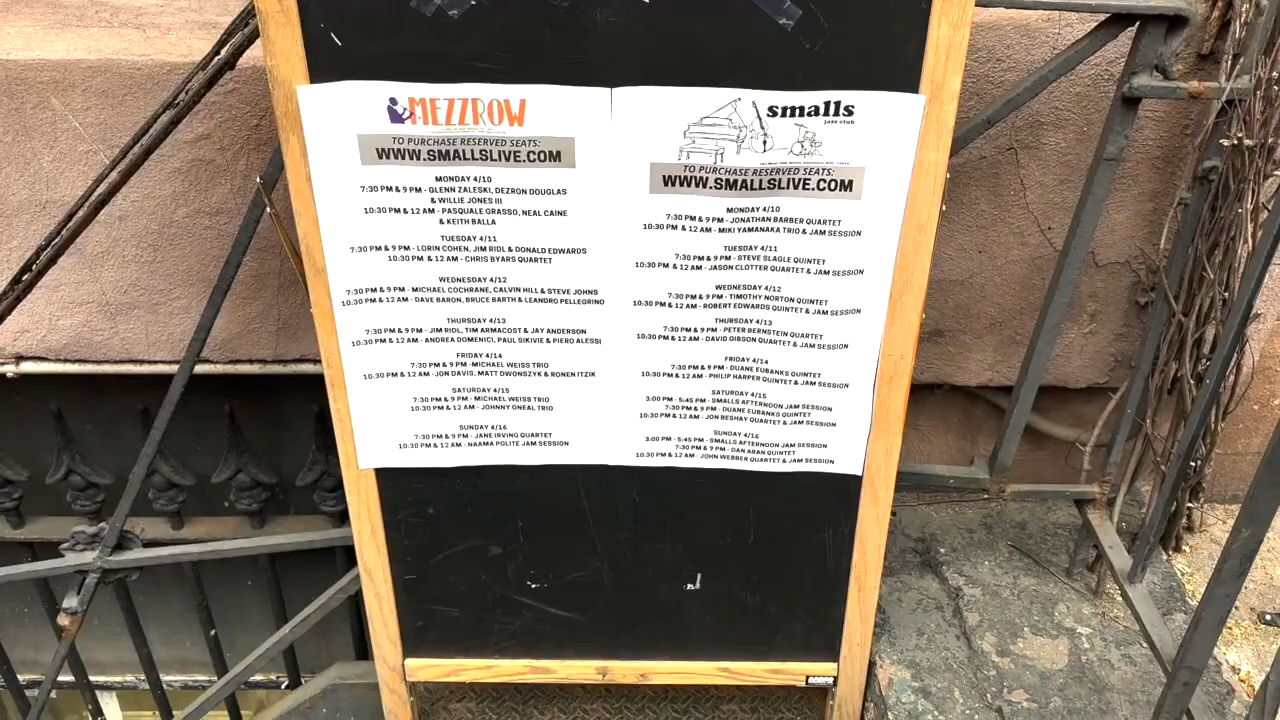 MEZZROW
TO PURCHASE RESERVED SEATS:
WWW.SMALLSLIVE.COM
MONDAY 4/10
7:30 PM & 9 PM - GLENN ZALESKI, DEZRON DOUGLAS
& WILLIE JONES III
10:30 PM & 12 AM - PASQUALE GRASSO, NEAL CAINE
& KEITH BALLA
TUESDAY 4/11
7:30 PM & 9 PM - LORIN COHEN, JIM RIDL & DONALD EDWARDS
10:30 PM & 12 AM - CHRIS BYARS QUARTET
WEDNESDAY 4/12
7:30 PM & 9 PM - MICHAEL COCHRANE, CALVIN HILL & STEVE JOHNS
10:30 PM & 12 AM - DAVE BARON, BRUCE BARTH & LEANDRO PELLEGRINO
THURSDAY 4/13
7:30 PM & 9 PM - JIM RIDL, TIM ARMACOST & JAY ANDERSON
10:30 PM & 12 AM - ANDREA DOMENICI, PAUL SIKIVIE & PIERO ALESSI
FRIDAY 4/14
7:30 PM & 9 PM -MICHAEL WEISS TRIO
10:30 PM & 12 AM - JON DAVIS, MATT DWONSZYK & RONEN ITZIK
SATURDAY 4/15
7:30 PM & 9 PM - MICHAEL WEISS TRIO
10:30 PM & 12 AM - JOHNNY ONEAL TRIO
SUNDAY 4/16
7:30 PM & 9 PM - JANE IRVING QUARTET
10:30 PM & 12 AM - NAAMA POLITE JAM SESSION
smalls
jazz club
TO PURCHASE RESERVED SEATS:
WWW.SMALLSLIVE.COM
MONDAY 4/10
7:30 PM & 9 PM - JONATHAN BARBER QUARTET
10:30 PM & 12 AM - MIKI YAMANAKA TRIO & JAM SESSION
TUESDAY 4/11
7:30 PM & 9 PM - STEVE SLAGLE QUINTET
10:30 PM & 12 AM - JASON CLOTTER QUARTET & JAM SESSION
WEDNESDAY 4/12
7:30 PM & 9 PM - TIMOTHY NORTON QUINTET
10:30 PM & 12 AM - ROBERT EDWARDS QUINTET & JAM SESSION
THURSDAY 4/13
7:30 PM & 9 PM - PETER BERNSTEIN QUARTET
10:30 PM & 12 AM - DAVID GIBSON QUARTET & JAM SESSION
FRIDAY 4/14
7:30 PM & 9 PM - DUANE EUBANKS QUINTET
10:30 PM & 12 AM - PHILIP HARPER QUINTET & JAM SESSION
SATURDAY 4/15
3:00 PM - 5:45 PM - SMALLS AFTERNOON JAM SESSION
7:30 PM & 9 PM - DUANE EUBANKS QUINTET
10:30 PM & 12 AM - JON BESHAY QUARTET & JAM SESSION
SUNDAY 4/16
3:00 PM - 5:45 PM - SMALLS AFTERNOON JAM SESSION
7:30 PM & 9 PM - DAN ARAN QUINTET
10:30 PM & 12 AM - JOHN WEBBER QUARTET & JAM SESSION